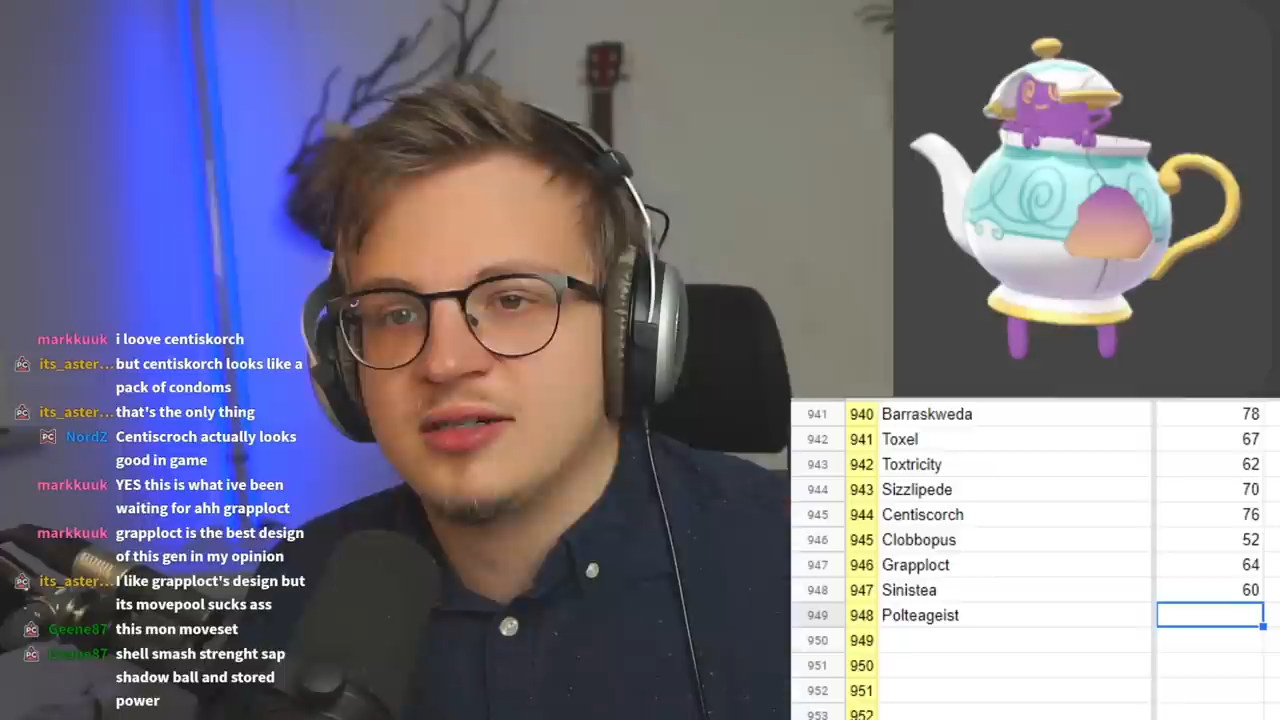 markkuuk i loove centiskorch
its_aster... but centiskorch looks like a
pack of condoms
its_aster... that's the only thing
NordZ Centiscroch actually looks
good in game
markkuuk YES this is what ive been
waiting for ahh grapploct
markkuuk grapploct is the best design
of this gen in my opinion
its_aster... I like grapploct's design but
its movepool sucks ass
Geene87 this mon moveset
Geene87 shell smash strenght sap
shadow ball and stored
power
941 940 Barraskweda 78
942 941 Toxel 67
943 942 Toxtricity 62
944 943 Sizzlipede 70
945 944 Centiscorch 76
946 945 Clobbopus 52
947 946 Grapploct 64
948 947 Sinistea 60
949 948 Polteageist
950 949
951 950
952 951
953 952